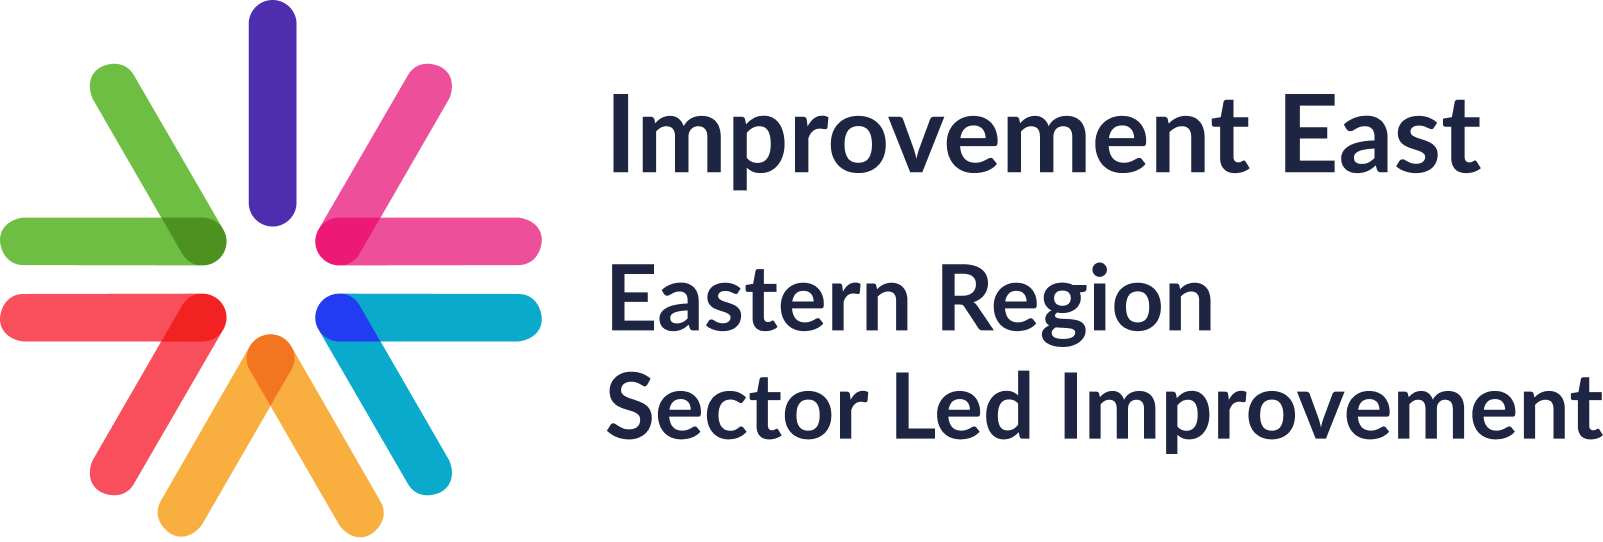 Improvement East
Eastern Region
Sector Led Improvement